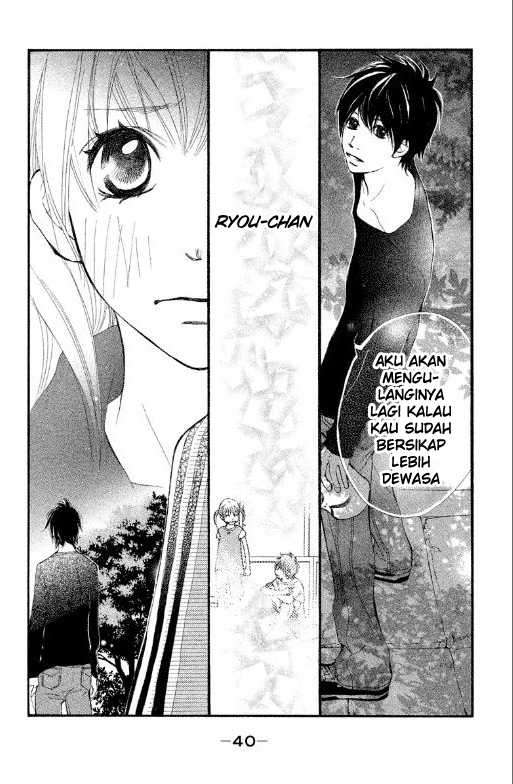 RYOU-CHAN
AKU AKAN
MENGU-
LANGINYA
LAGI KALAU
KAU SUDAH
BERSIKAP
LEBIH
DEWASA
-40-